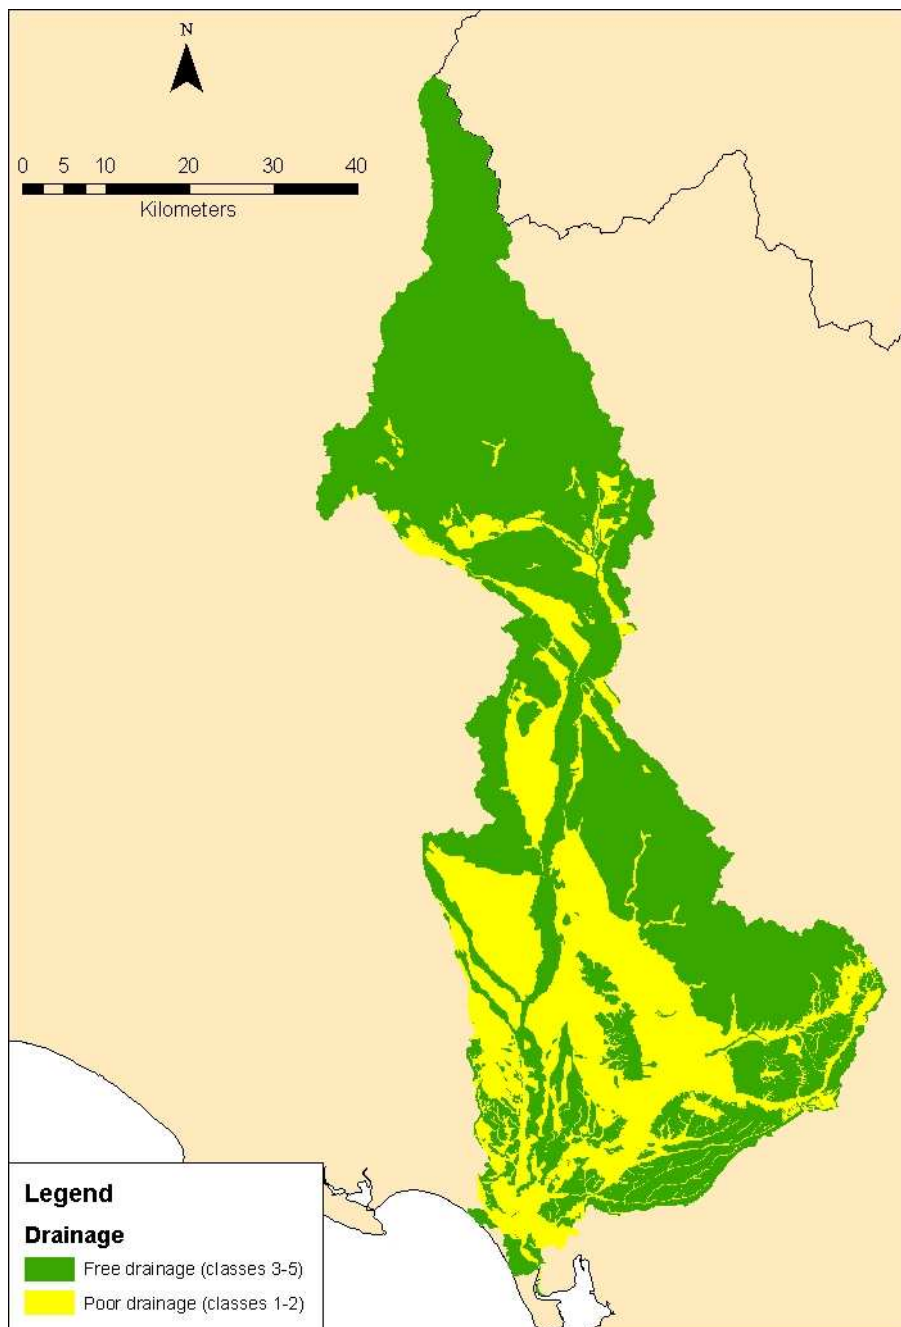 N
0 5 10 20 30 40
Kilometers
Legend
Drainage
Free drainage (classes 3-5)
Poor drainage (classes 1-2)